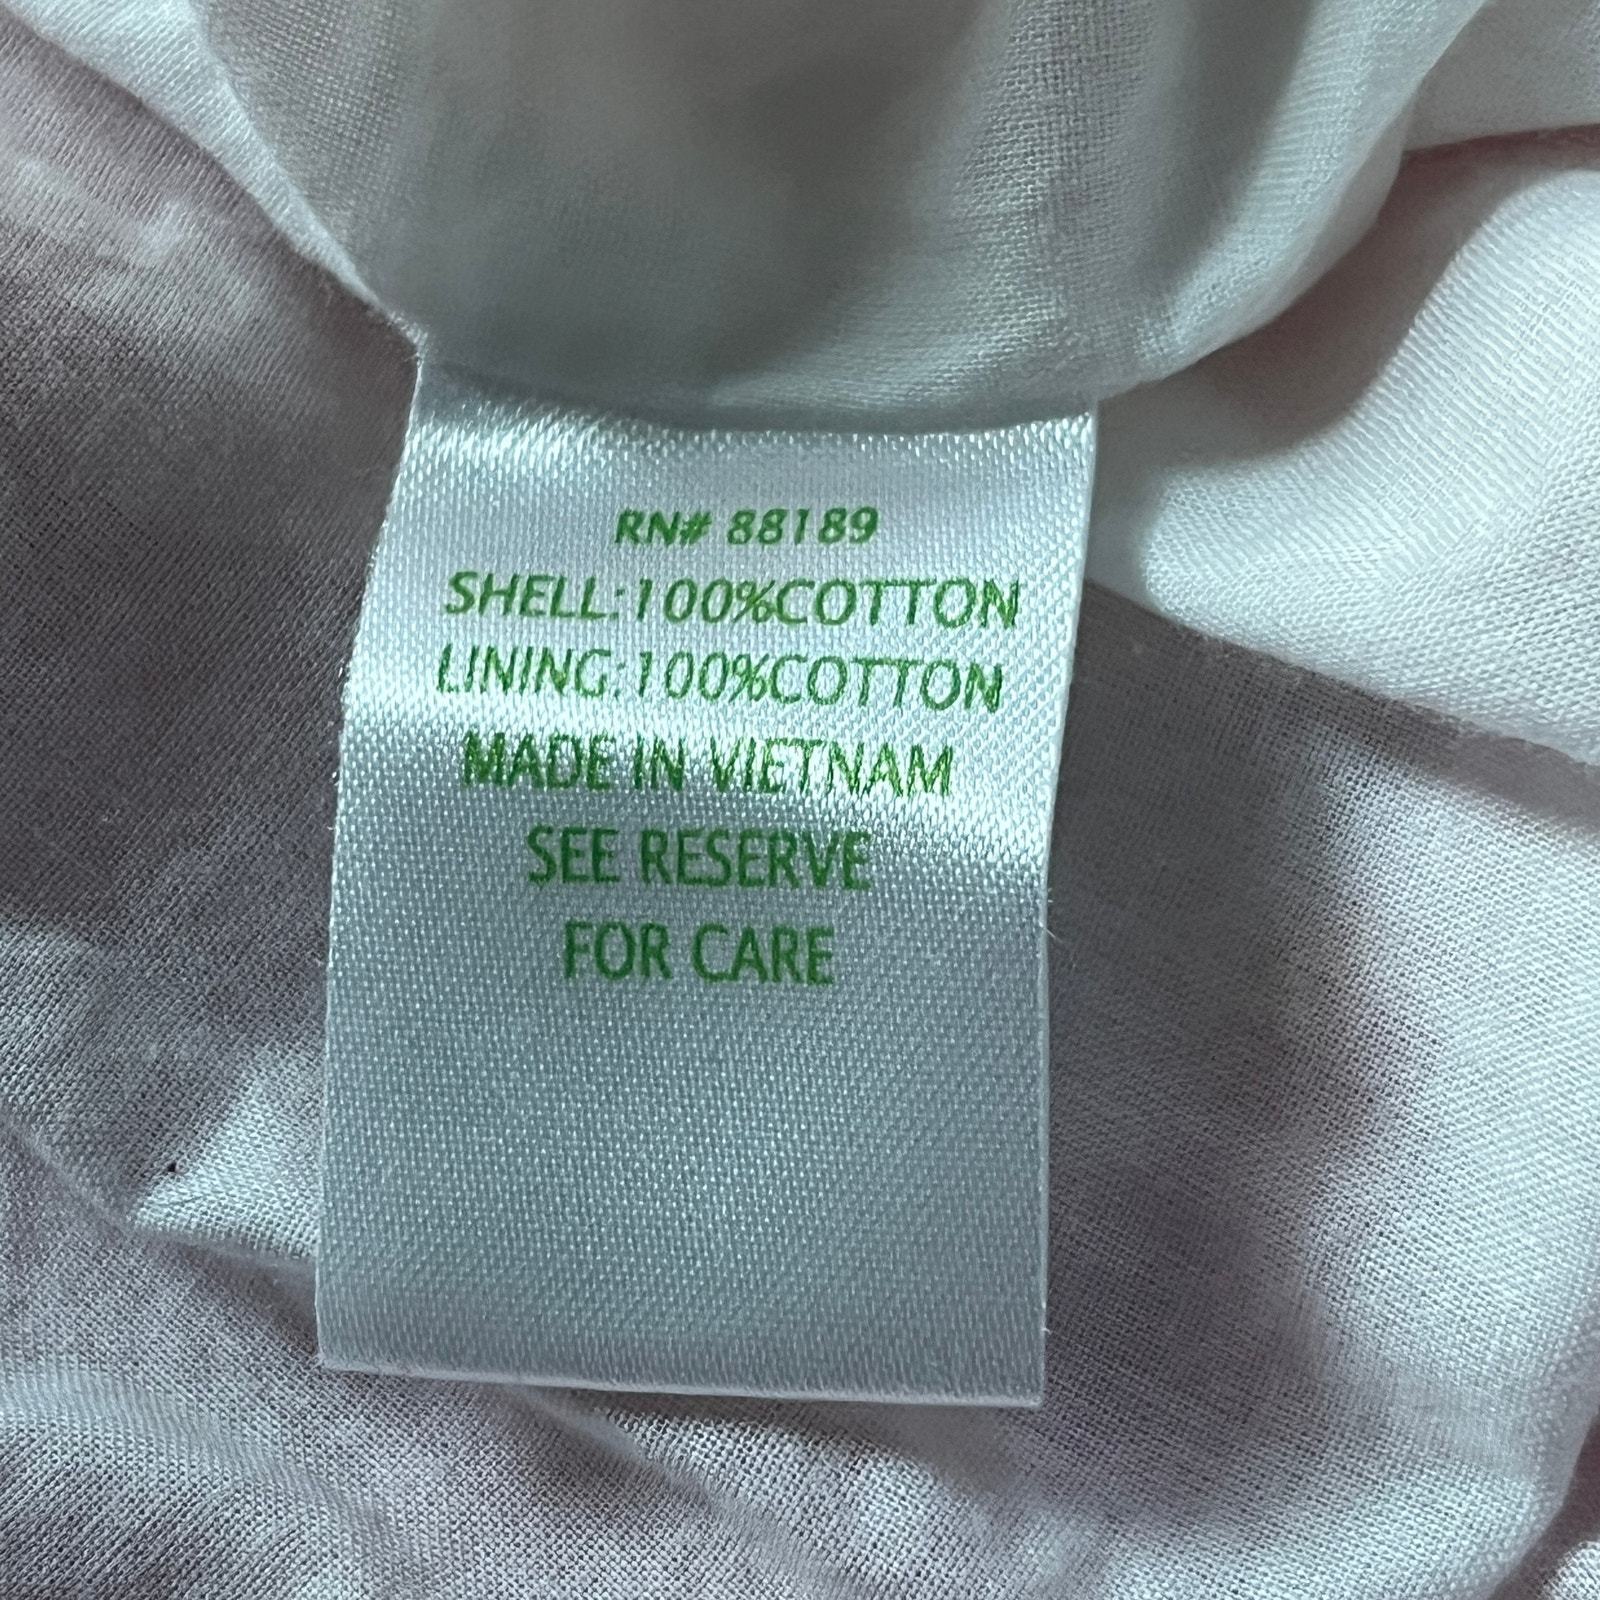 RN# 88189
SHELL:100%COTTON
LINING:100%COTTON
MADE IN VIETNAM
SEE RESERVE
FOR CARE